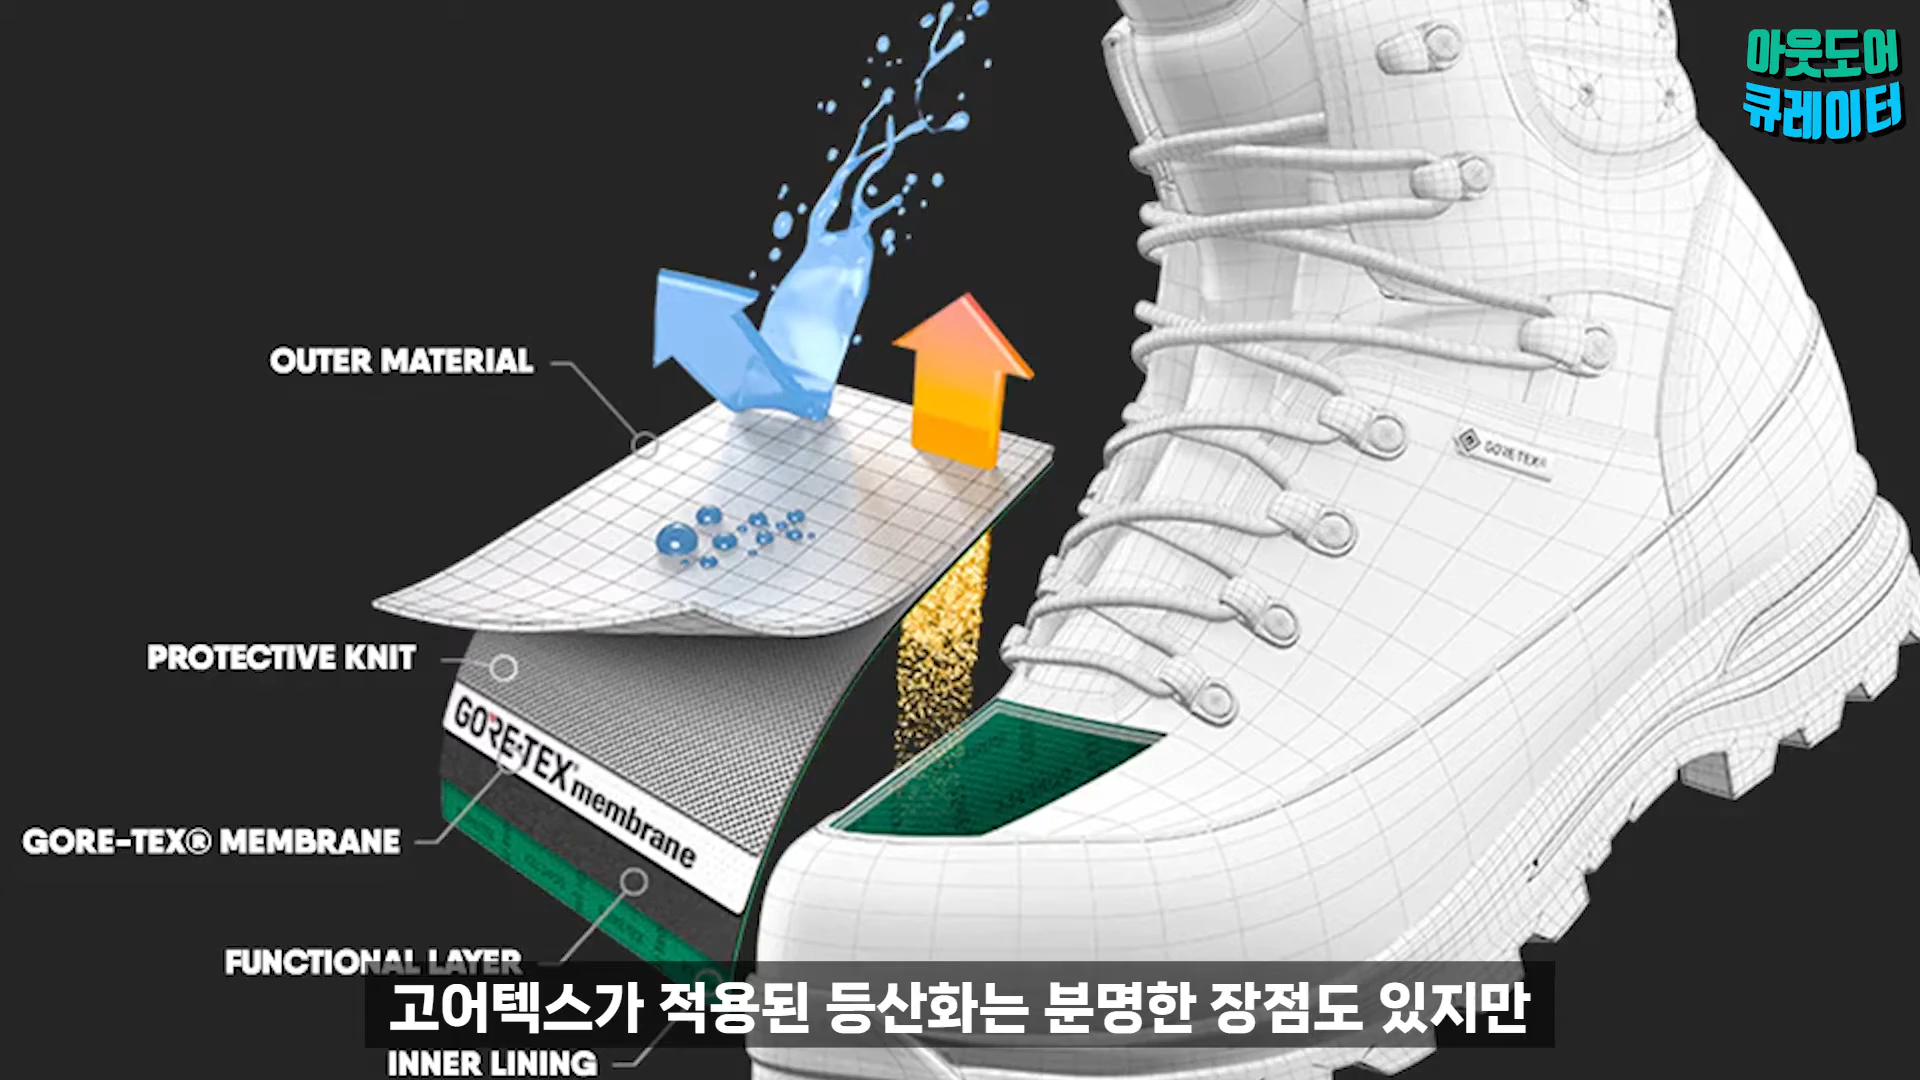 아웃도어
큐레이터
OUTER MATERIAL
GORE-TEX®
PROTECTIVE KNIT
GORE-TEX® membrane
GORE-TEX® MEMBRANE
FUNCTIONAL LAYER
고어텍스가 적용된 등산화는 분명한 장점도 있지만
INNER LINING